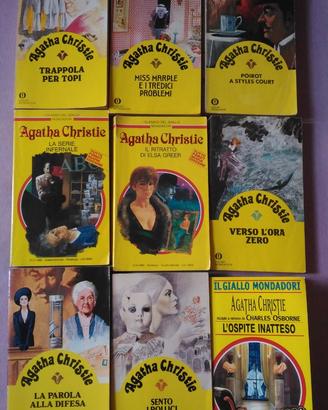 Agatha Christie
TRAPPOLA
PER TOPI
Agatha Christie
MISS MARPLE
E I TREDICI
PROBLEMI
Agatha Christie
POIROT
A STYLES COURT
Agatha Christie
LA SERIE
INFERNALE
Agatha Christie
IL RITRATTO
DI ELSA GREER
Agatha Christie
VERSO L'ORA
ZERO
Agatha Christie
LA PAROLA
ALLA DIFESA
Agatha Christie
SENTO
I POLLICI
IL GIALLO MONDADORI
AGATHA CHRISTIE
CHARLES OSBORNE
L'OSPITE INATTESO